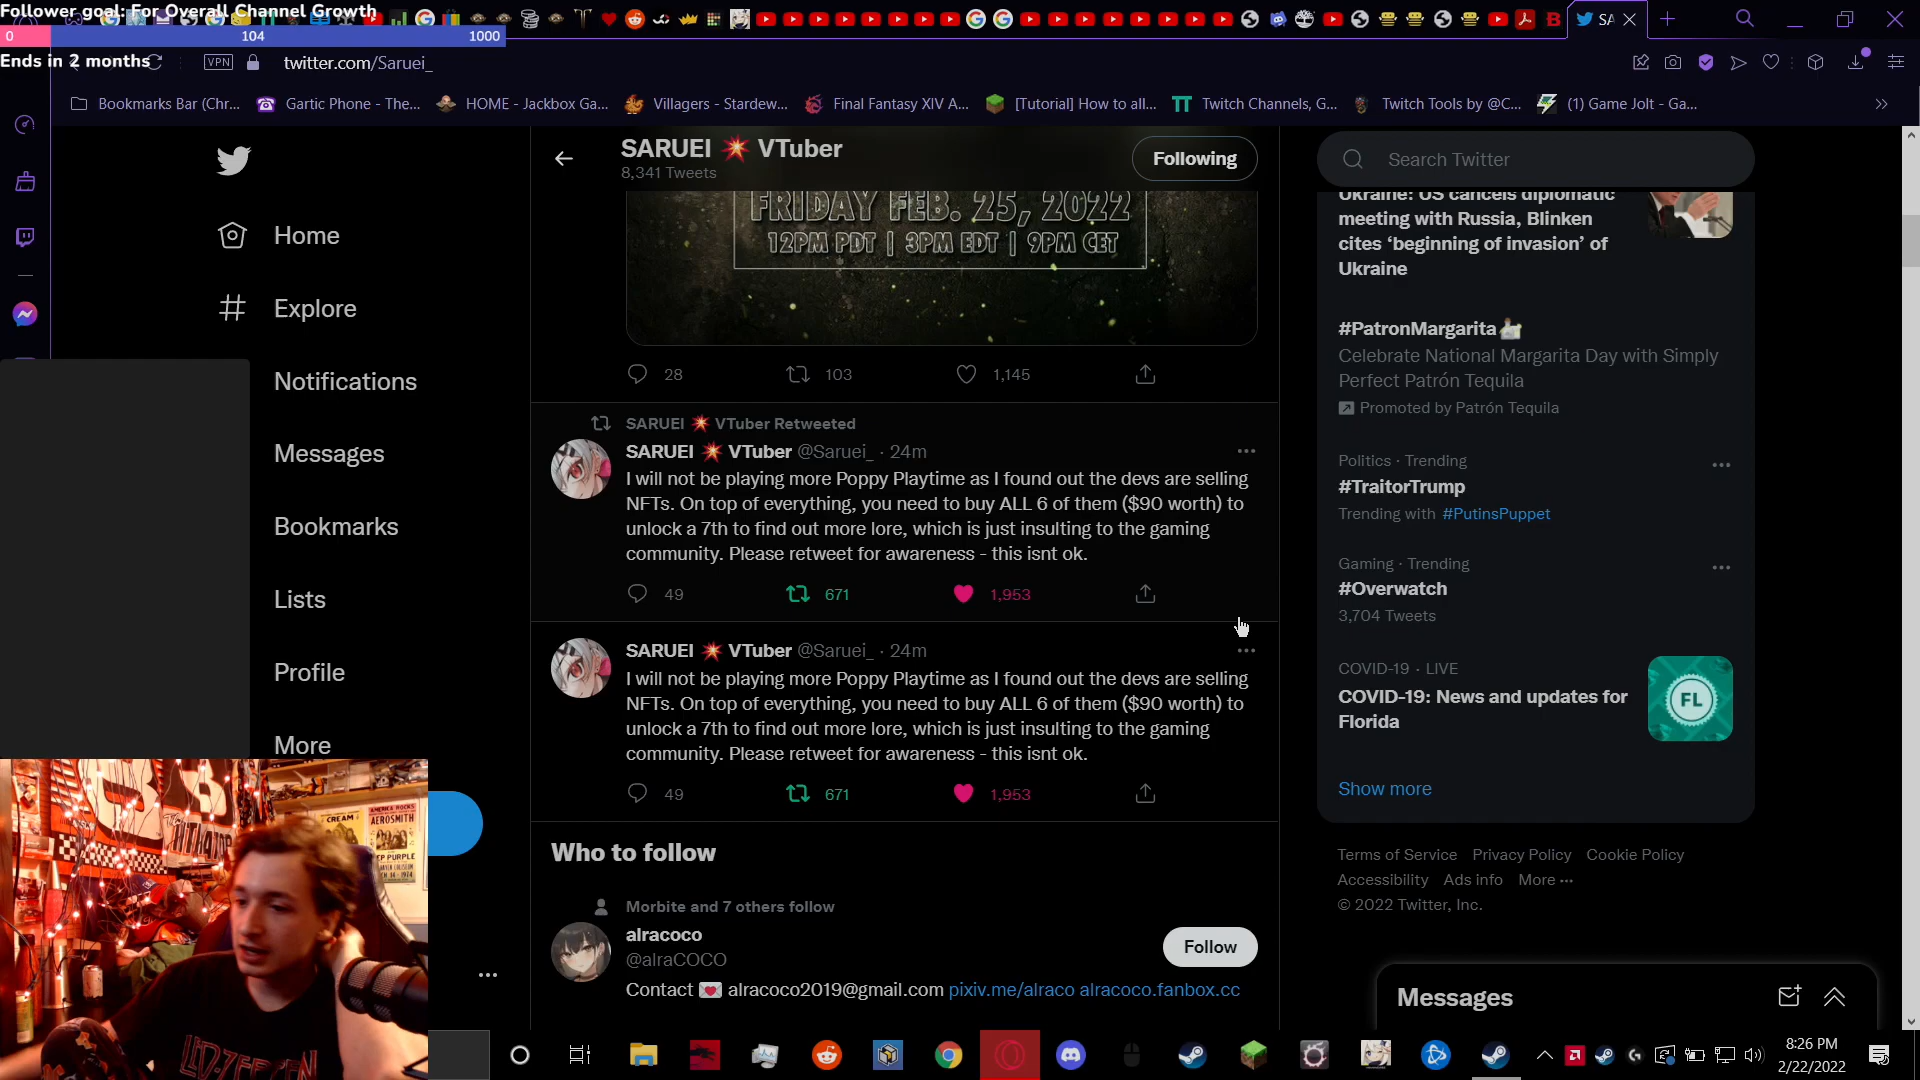 Follower goal: For Overall Channel Growth
0 104 1000
Ends in 2 months
SA
VPN twitter.com/Saruei_
Bookmarks Bar (Chr... Gartic Phone - The... HOME - Jackbox Ga... Villagers - Stardew... Final Fantasy XIV A... [Tutorial] How to all... Twitch Channels, G... Twitch Tools by @C... (1) Game Jolt - Ga...
Home
Explore
Notifications
Messages
Bookmarks
Lists
Profile
More
SARUEI 💥 VTuber
8,341 Tweets
Following
FRIDAY FEB. 25, 2022
12PM PDT | 3PM EDT | 9PM CET
28 103 1,145
SARUEI 💥 VTuber Retweeted
SARUEI 💥 VTuber @Saruei_ · 24m
I will not be playing more Poppy Playtime as I found out the devs are selling
NFTs. On top of everything, you need to buy ALL 6 of them ($90 worth) to
unlock a 7th to find out more lore, which is just insulting to the gaming
community. Please retweet for awareness - this isnt ok.
49 671 1,953
SARUEI 💥 VTuber @Saruei_ · 24m
I will not be playing more Poppy Playtime as I found out the devs are selling
NFTs. On top of everything, you need to buy ALL 6 of them ($90 worth) to
unlock a 7th to find out more lore, which is just insulting to the gaming
community. Please retweet for awareness - this isnt ok.
49 671 1,953
Who to follow
Morbite and 7 others follow
alracoco
@alraCOCO
Follow
Contact 💌 alracoco2019@gmail.com pixiv.me/alraco alracoco.fanbox.cc
Search Twitter
Ukraine: US cancels diplomatic
meeting with Russia, Blinken
cites ‘beginning of invasion’ of
Ukraine
#PatronMargarita
Celebrate National Margarita Day with Simply
Perfect Patrón Tequila
Promoted by Patrón Tequila
Politics · Trending
#TraitorTrump
Trending with #PutinsPuppet
Gaming · Trending
#Overwatch
3,704 Tweets
COVID-19 · LIVE
COVID-19: News and updates for
Florida
FL
Show more
Terms of Service Privacy Policy Cookie Policy
Accessibility Ads info More ···
© 2022 Twitter, Inc.
Messages
CREAM
AMERICA ROCKS
AEROSMITH
EP PURPLE
LED-ZEPPELIN
8:26 PM
2/22/2022